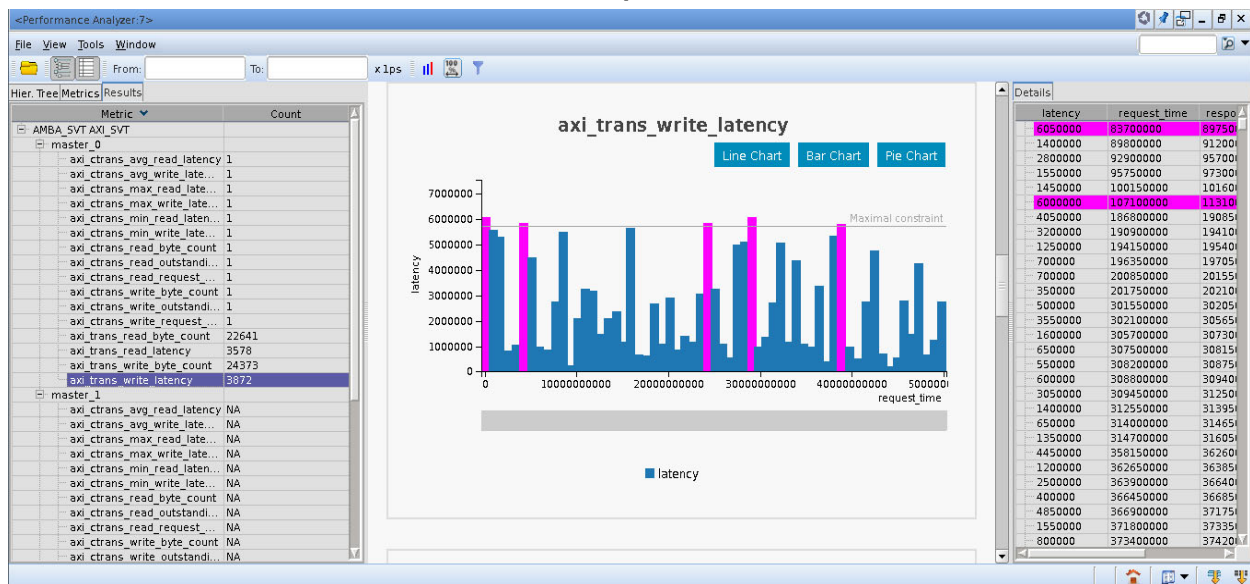 <Performance Analyzer:7>
File View Tools Window
From: To: x 1ps
Hier. Tree Metrics Results
Metric Count
AMBA_SVT AXI_SVT
master_0
axi_ctrans_avg_read_latency 1
axi_ctrans_avg_write_late... 1
axi_ctrans_max_read_late... 1
axi_ctrans_max_write_late... 1
axi_ctrans_min_read_laten... 1
axi_ctrans_min_write_late... 1
axi_ctrans_read_byte_count 1
axi_ctrans_read_outstandi... 1
axi_ctrans_read_request_... 1
axi_ctrans_write_byte_count 1
axi_ctrans_write_outstandi... 1
axi_ctrans_write_request_... 1
axi_trans_read_byte_count 22641
axi_trans_read_latency 3578
axi_trans_write_byte_count 24373
axi_trans_write_latency 3872
master_1
axi_ctrans_avg_read_latency NA
axi_ctrans_avg_write_late... NA
axi_ctrans_max_read_late... NA
axi_ctrans_max_write_late... NA
axi_ctrans_min_read_laten... NA
axi_ctrans_min_write_late... NA
axi_ctrans_read_byte_count NA
axi_ctrans_read_outstandi... NA
axi_ctrans_read_request_... NA
axi_ctrans_write_byte_count NA
axi_ctrans_write_outstandi... NA
axi_trans_write_latency
Line Chart Bar Chart Pie Chart
7000000
6000000
5000000
4000000
3000000
2000000
1000000
0
latency
Maximal constraint
0 10000000000 20000000000 30000000000 40000000000 500000
request_time
latency
Details
latency request_time respo
6050000 83700000 89750
1400000 89800000 91200
2800000 92900000 95700
1550000 95750000 97300
1450000 100150000 10160
6000000 107100000 11310
4050000 186800000 19085
3200000 190900000 19410
1250000 194150000 19540
700000 196350000 19705
700000 200850000 20155
350000 201750000 20210
500000 301550000 30205
3550000 302100000 30565
1600000 305700000 30730
650000 307500000 30815
550000 308200000 30875
600000 308800000 30940
3050000 309450000 31250
1400000 312550000 31395
650000 314000000 31465
1350000 314700000 31605
4450000 358150000 36260
1200000 362650000 36385
2500000 363900000 36640
400000 366450000 36685
4850000 366900000 37175
1550000 371800000 37335
800000 373400000 37420